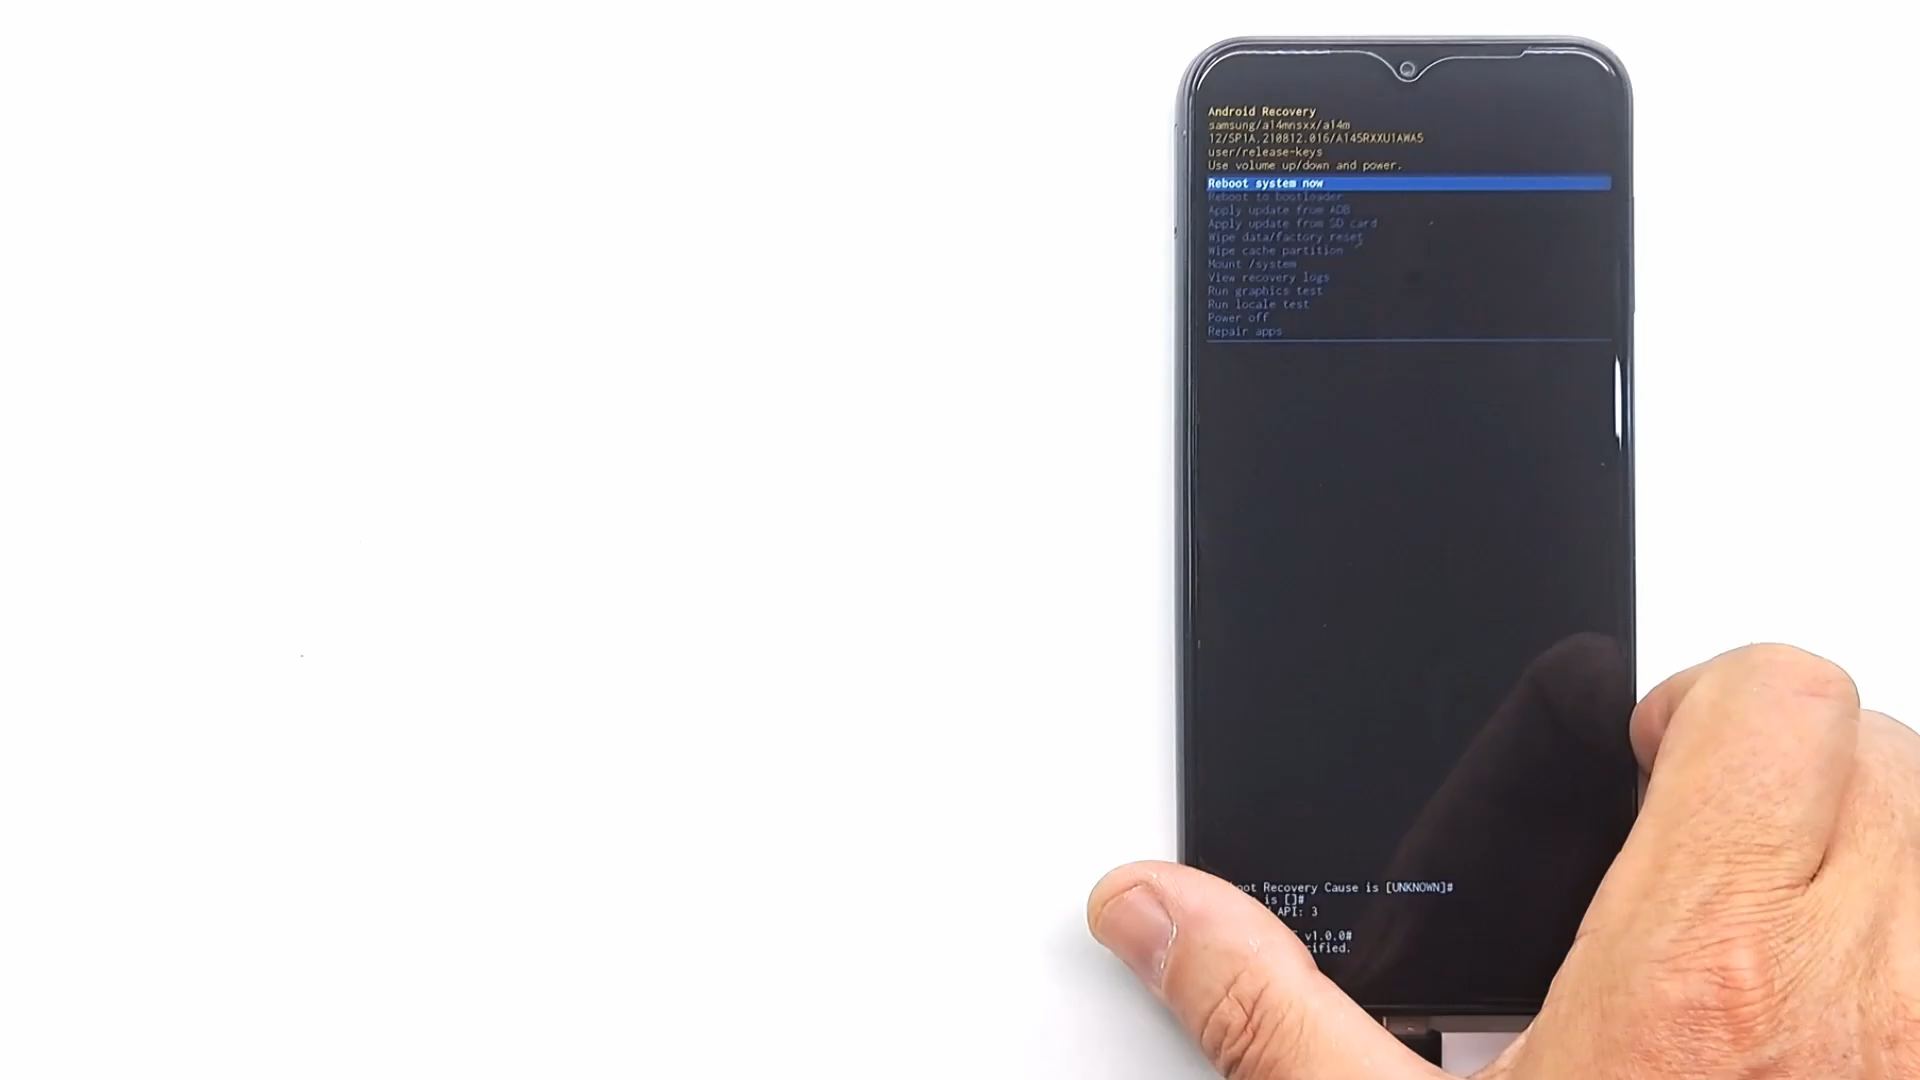 Android Recovery
samsung/a14mnsxx/a14m
12/SP1A.210812.016/A145RXXU1AWA5
user/release-keys
Use volume up/down and power.
Reboot system now
Reboot to bootloader
Apply update from ADB
Apply update from SD card
Wipe data/factory reset
Wipe cache partition
Mount /system
View recovery logs
Run graphics test
Run locale test
Power off
Repair apps
Recovery Cause is [UNKNOWN]#
is []#
API: 3
v1.0.0#